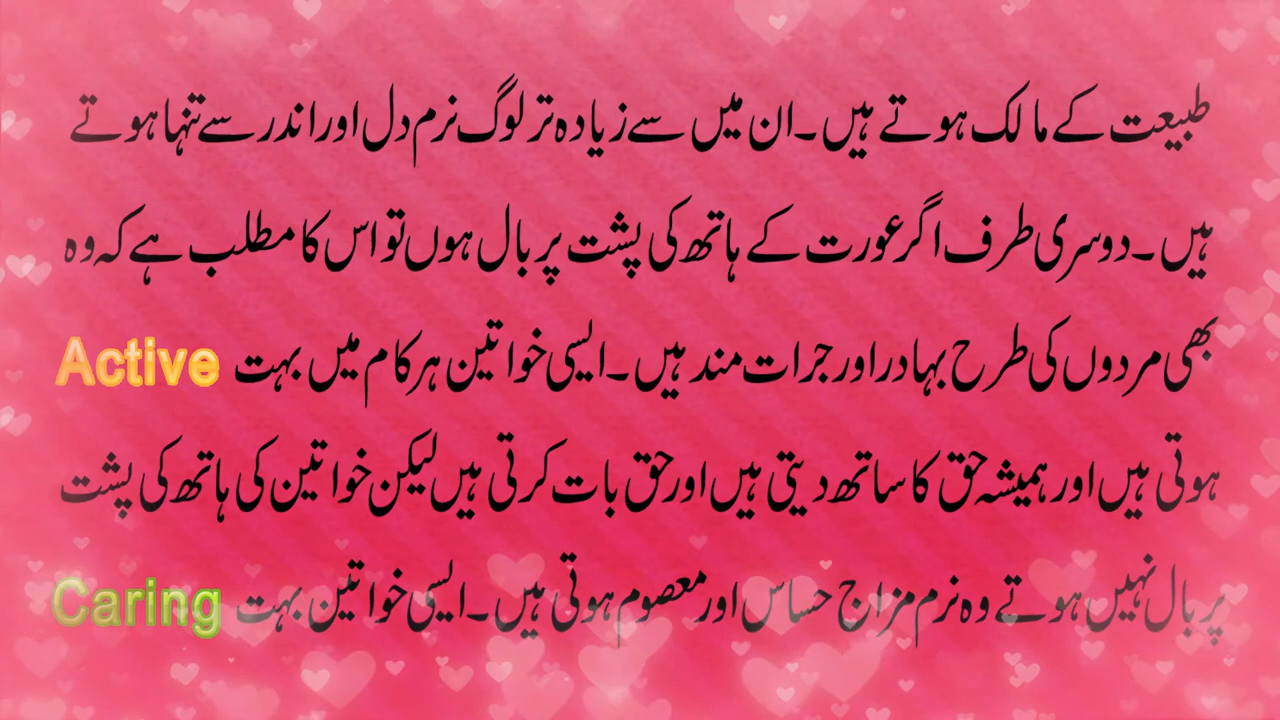 طبیعت کے مالک ہوتے ہیں۔ان میں سے زیادہ تر لوگ نرم دل اور اندر سے تنہا ہوتے
ہیں۔دوسری طرف اگر عورت کے ہاتھ کی پشت پر بال ہوں تو اس کا مطلب ہے کہ وہ
بھی مردوں کی طرح بہادر اور جرات مند ہیں۔ایسی خواتین ہر کام میں بہت Active
ہوتی ہیں اور ہمیشہ حق کا ساتھ دیتی ہیں اور حق بات کرتی ہیں لیکن خواتین کی ہاتھ کی پشت
پر بال نہیں ہوتے وہ نرم مزاج حساس اور معصوم ہوتی ہیں۔ایسی خواتین بہت Caring